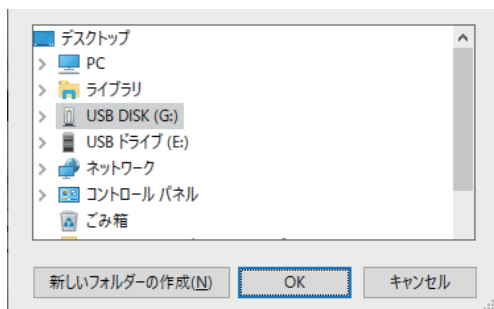 デスクトップ
PC
ライブラリ
USB DISK (G:)
USB ドライブ (E:)
ネットワーク
コントロール パネル
ごみ箱
新しいフォルダーの作成(N)
OK
キャンセル